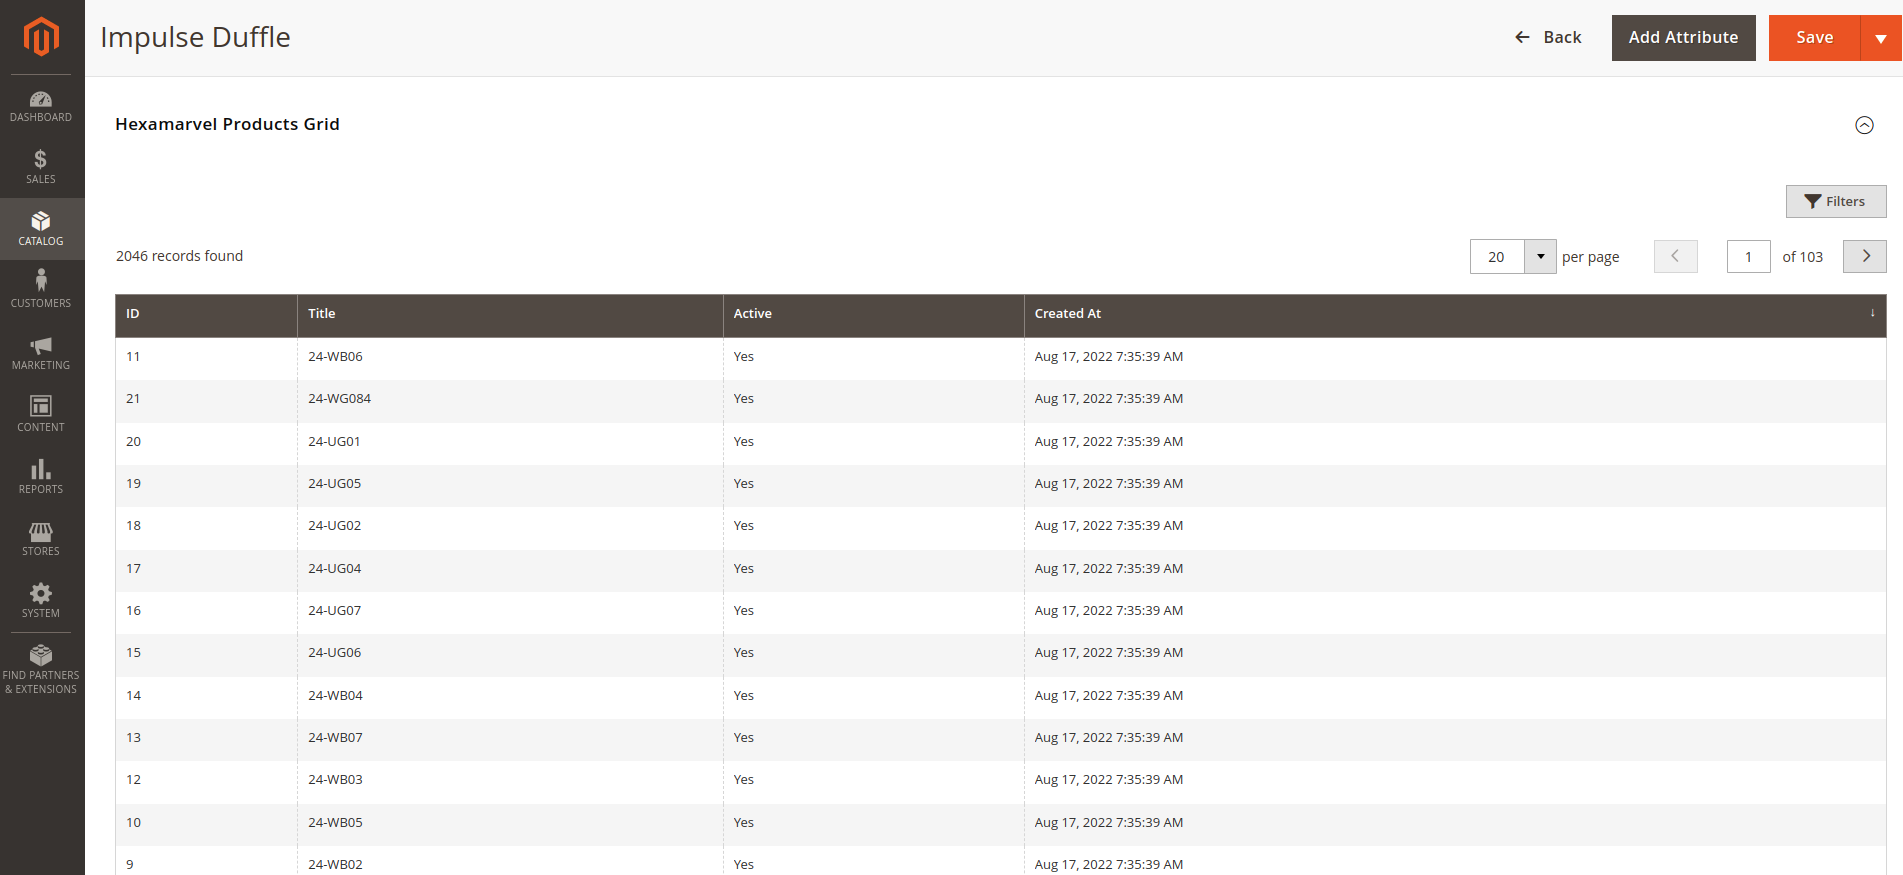 Impulse Duffle
Back
Add Attribute
Save
DASHBOARD
SALES
CATALOG
CUSTOMERS
MARKETING
CONTENT
REPORTS
STORES
SYSTEM
FIND PARTNERS
& EXTENSIONS
Hexamarvel Products Grid
Filters
2046 records found
20 per page 1 of 103
ID Title Active Created At ↓
11 24-WB06 Yes Aug 17, 2022 7:35:39 AM
21 24-WG084 Yes Aug 17, 2022 7:35:39 AM
20 24-UG01 Yes Aug 17, 2022 7:35:39 AM
19 24-UG05 Yes Aug 17, 2022 7:35:39 AM
18 24-UG02 Yes Aug 17, 2022 7:35:39 AM
17 24-UG04 Yes Aug 17, 2022 7:35:39 AM
16 24-UG07 Yes Aug 17, 2022 7:35:39 AM
15 24-UG06 Yes Aug 17, 2022 7:35:39 AM
14 24-WB04 Yes Aug 17, 2022 7:35:39 AM
13 24-WB07 Yes Aug 17, 2022 7:35:39 AM
12 24-WB03 Yes Aug 17, 2022 7:35:39 AM
10 24-WB05 Yes Aug 17, 2022 7:35:39 AM
9 24-WB02 Yes Aug 17, 2022 7:35:39 AM